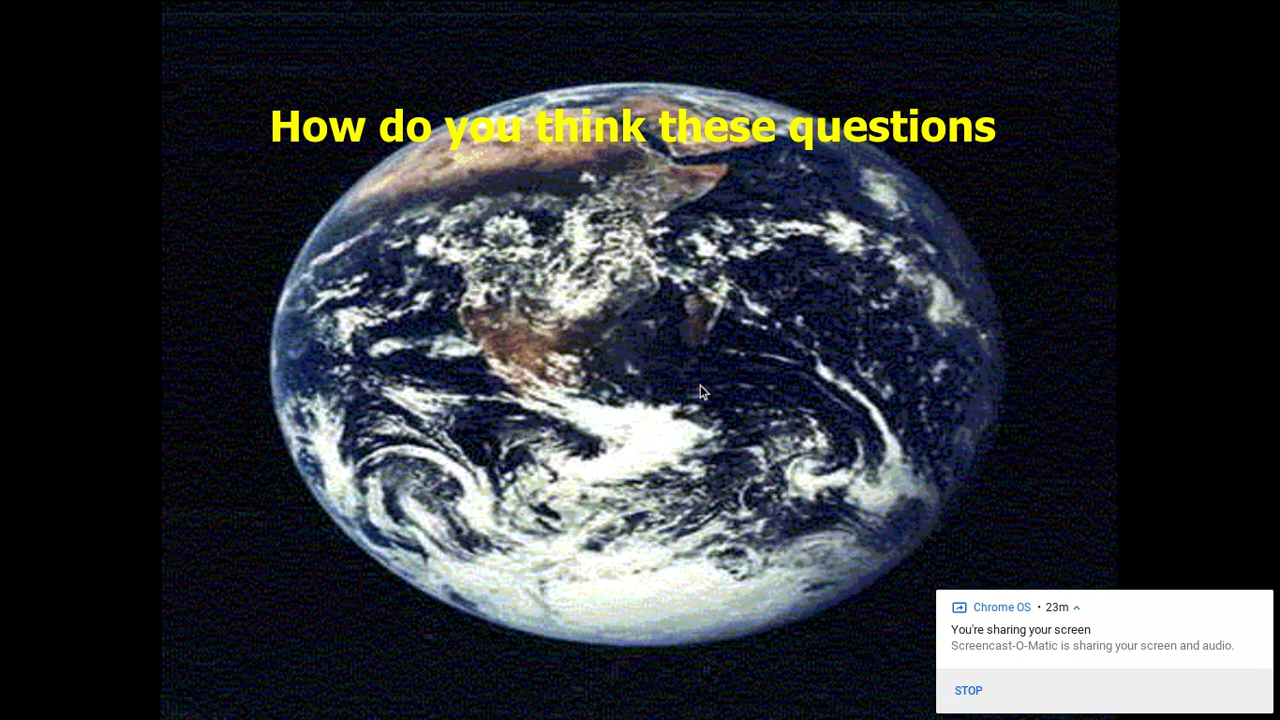 How do you think these questions
Chrome OS • 23m
You're sharing your screen
Screencast-O-Matic is sharing your screen and audio.
STOP